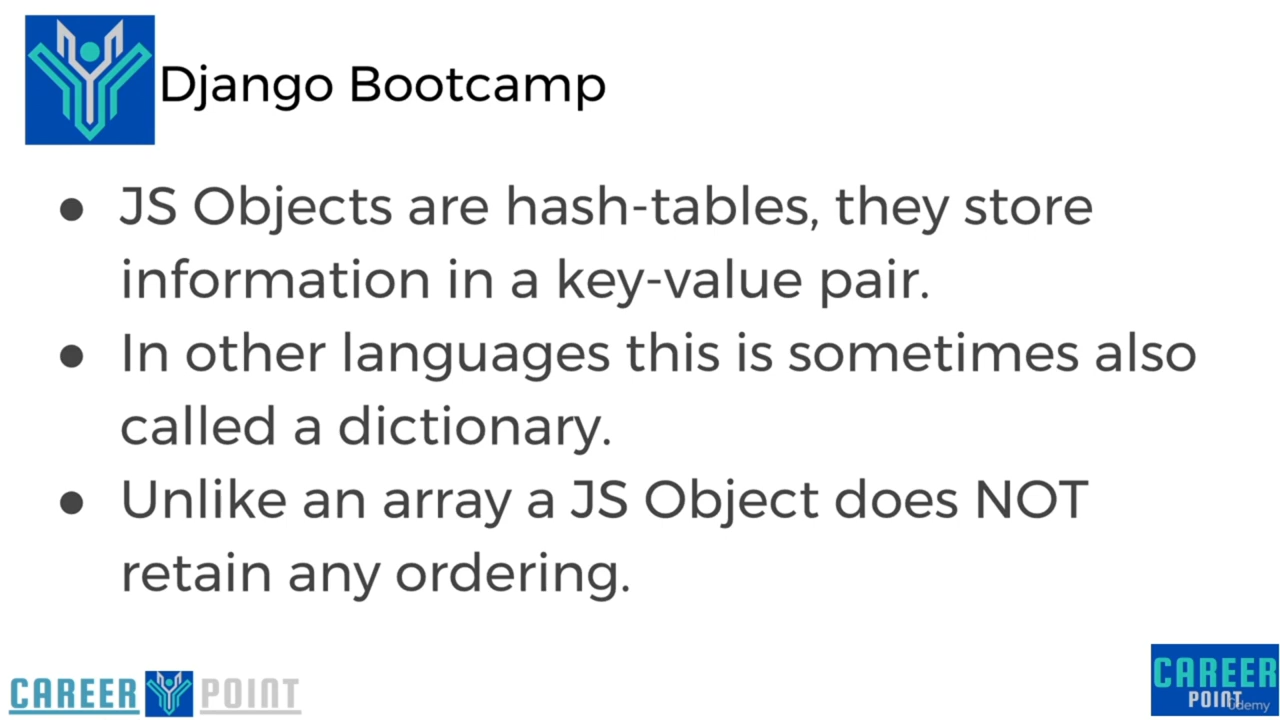 Django Bootcamp
● JS Objects are hash-tables, they store
information in a key-value pair.
● In other languages this is sometimes also
called a dictionary.
● Unlike an array a JS Object does NOT
retain any ordering.
CAREER POINT
CAREER
POINT
Udemy